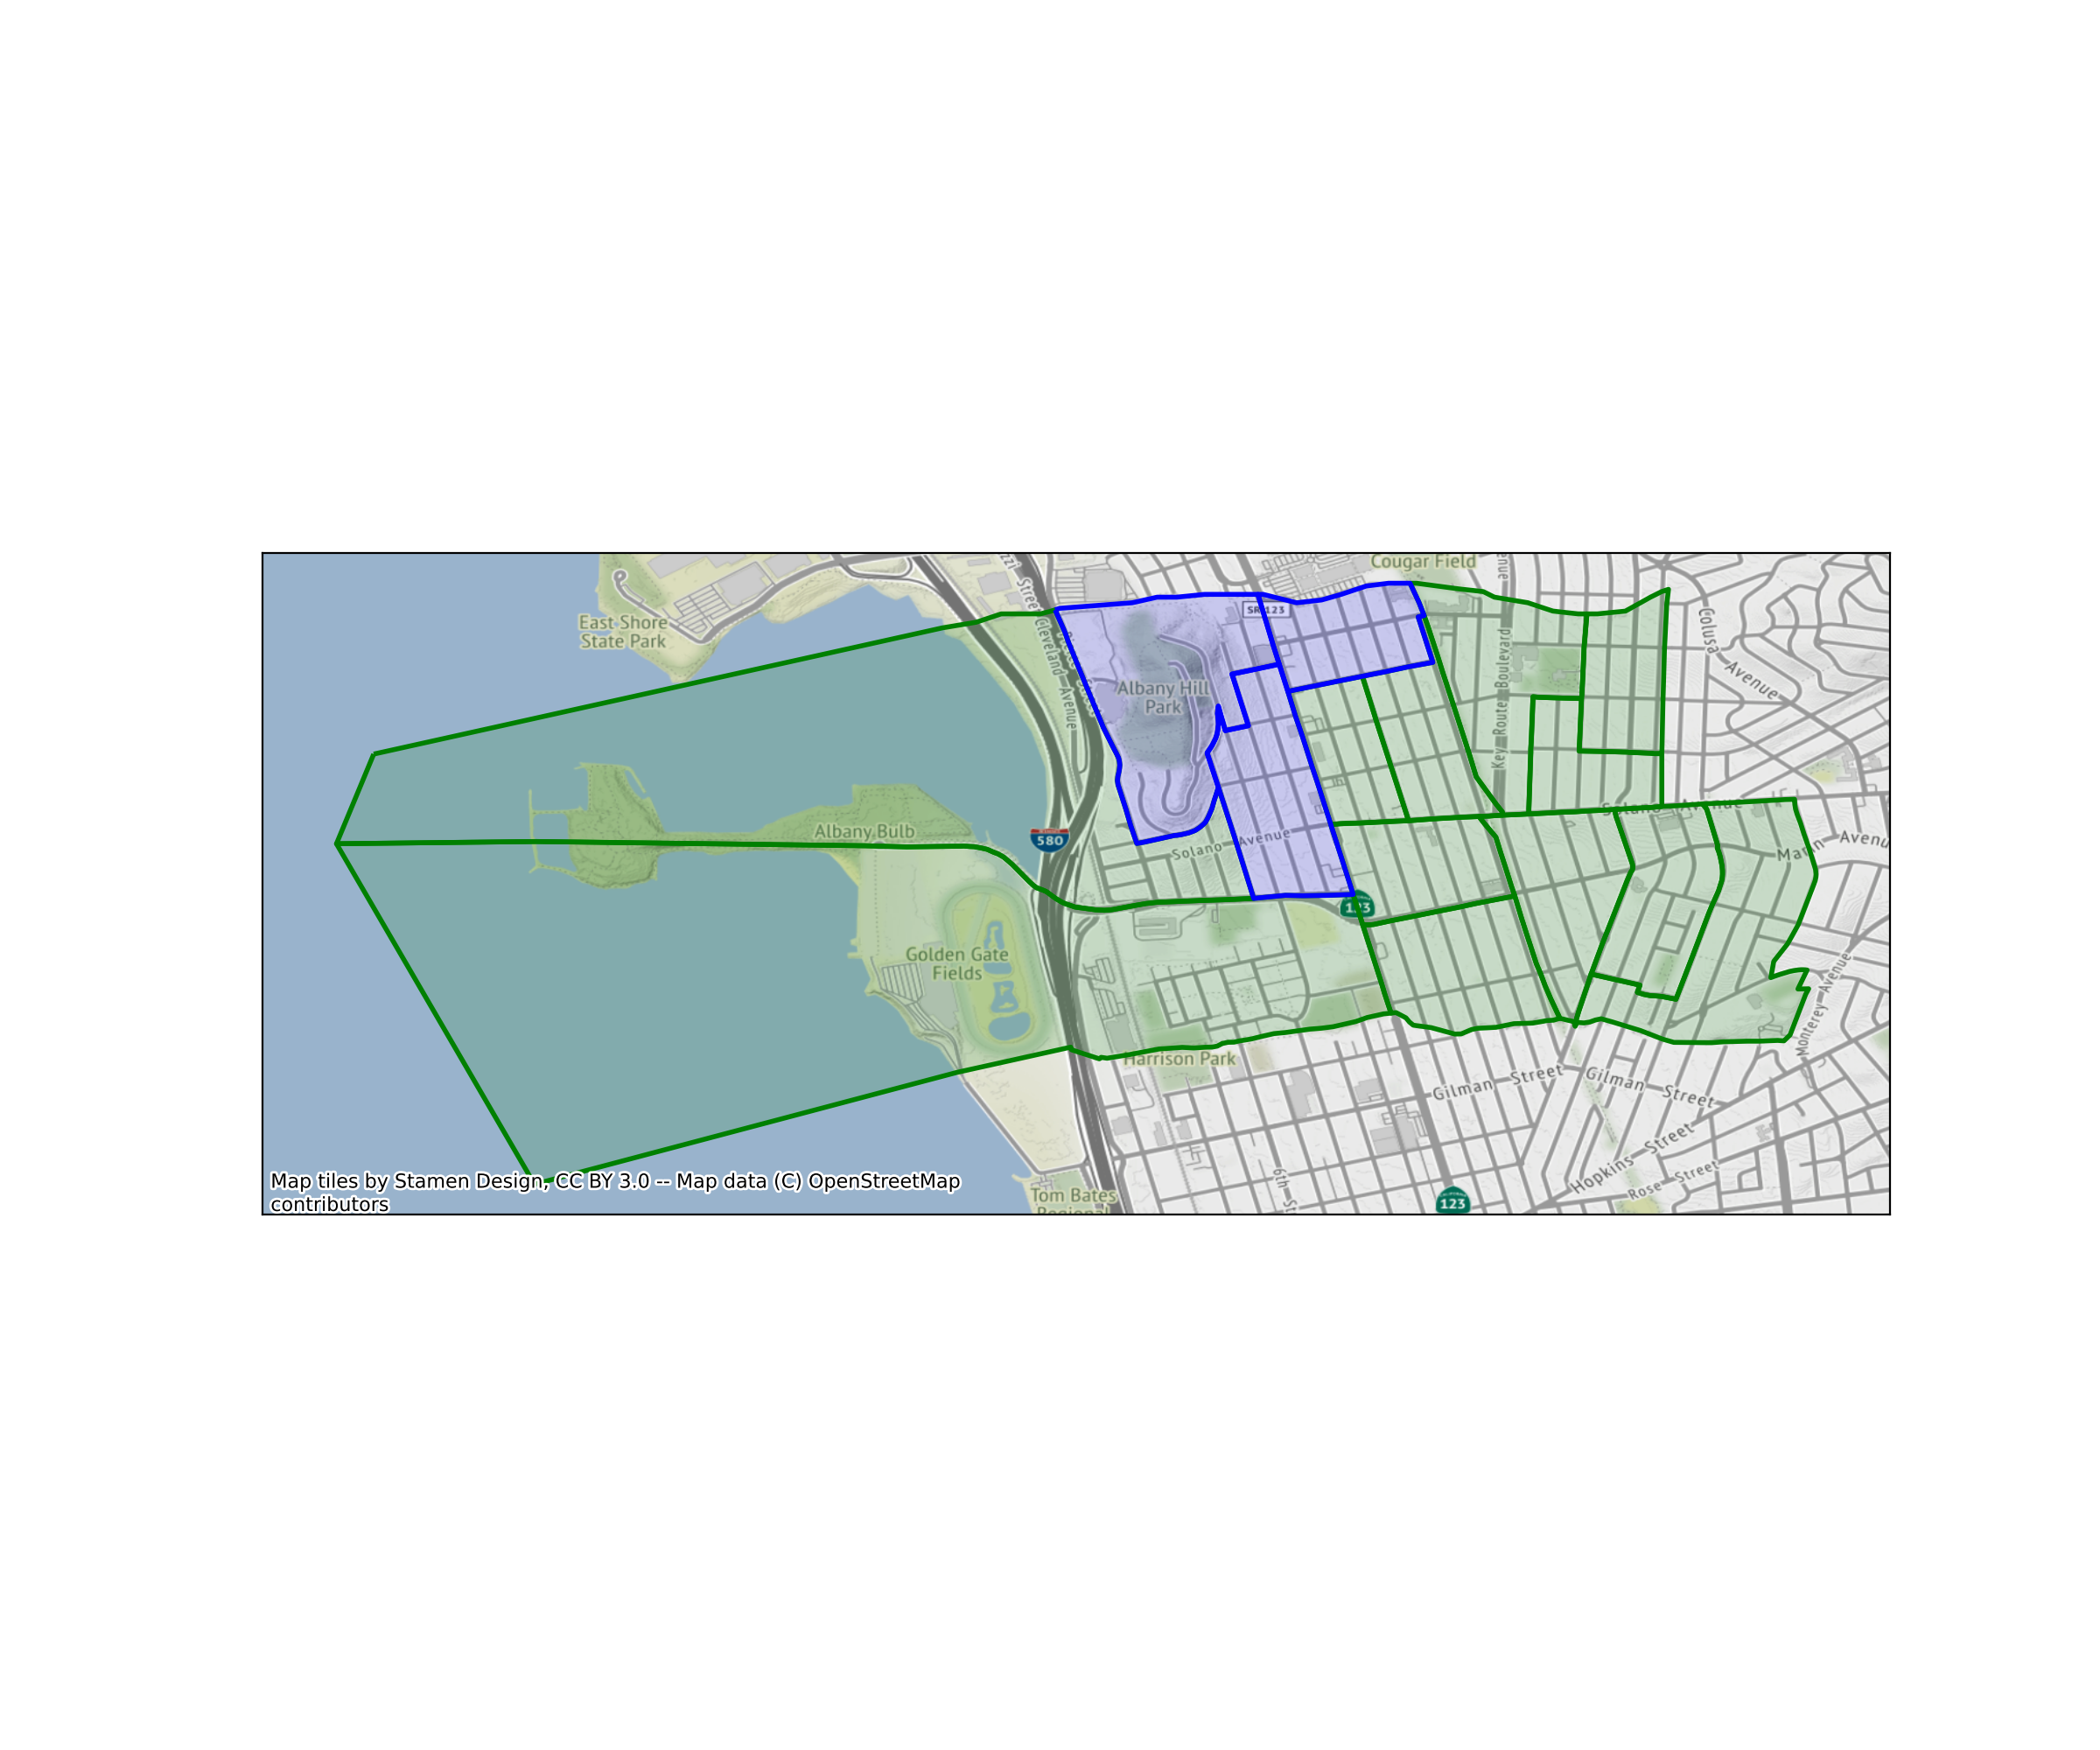 Cougar Field
East Shore
State Park
Street
Cleveland Avenue
SR 123
Albany Hill
Park
Key Route Boulevard
Colusa Avenue
Solano Avenue
Albany Bulb
580
Solano Avenue
Marin Avenu
123
Golden Gate
Fields
Monterey Avenue
Harrison Park
Gilman Street
Gilman Street
Hopkins Street
Rose Street
6th St
Tom Bates
Regional
123
Map tiles by Stamen Design, CC BY 3.0 -- Map data (C) OpenStreetMap
contributors